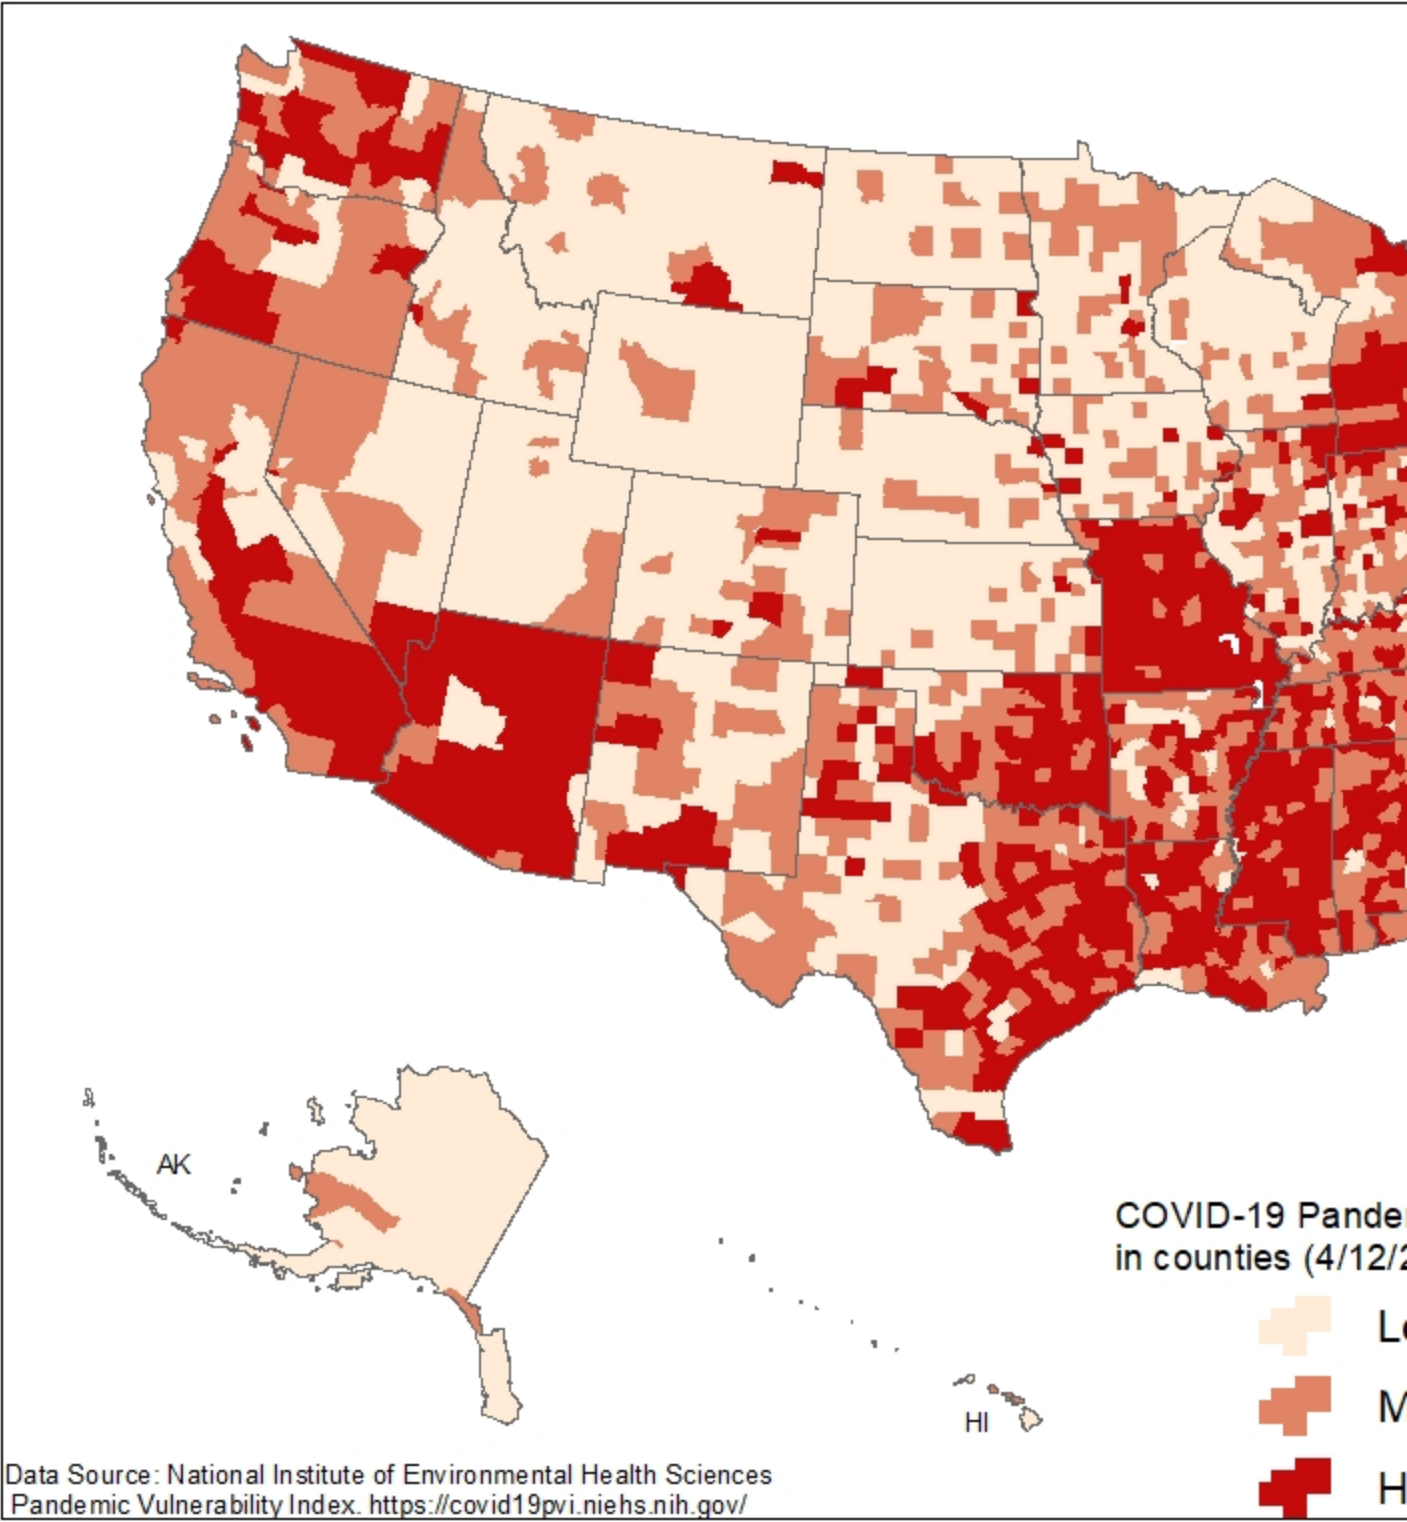 AK
COVID-19 Pande
in counties (4/12/2
HI
Data Source: National Institute of Environmental Health Sciences
Pandemic Vulnerability Index. https://covid19pvi.niehs.nih.gov/